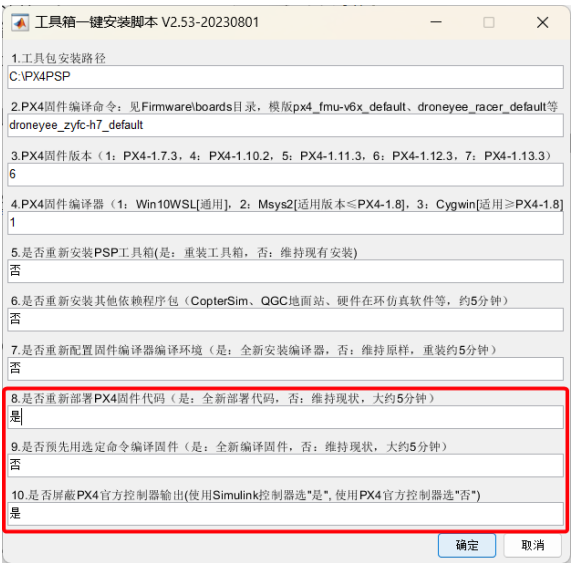 工具箱一键安装脚本 V2.53-20230801
1.工具包安装路径
C:\PX4PSP
2.PX4固件编译命令：见Firmware\boards目录，模版px4_fmu-v6x_default、droneyee_racer_default等
droneyee_zyfc-h7_default
3.PX4固件版本（1：PX4-1.7.3，4：PX4-1.10.2，5：PX4-1.11.3，6：PX4-1.12.3，7：PX4-1.13.3）
6
4.PX4固件编译器（1：Win10WSL[通用]，2：Msys2[适用版本≤PX4-1.8]，3：Cygwin[适用≥PX4-1.8]
1
5.是否重新安装PSP工具箱(是：重装工具箱，否：维持现有安装)
否
6.是否重新安装其他依赖程序包（CopterSim、QGC地面站、硬件在环仿真软件等，约5分钟）
否
7.是否重新配置固件编译器编译环境（是：全新安装编译器，否：维持原样，重装约5分钟）
否
8.是否重新部署PX4固件代码（是：全新部署代码，否：维持现状，大约5分钟）
是
9.是否预先用选定命令编译固件（是：全新编译固件，否：维持现状，大约5分钟）
否
10.是否屏蔽PX4官方控制器输出(使用Simulink控制器选"是", 使用PX4官方控制器选"否")
是
确定 取消